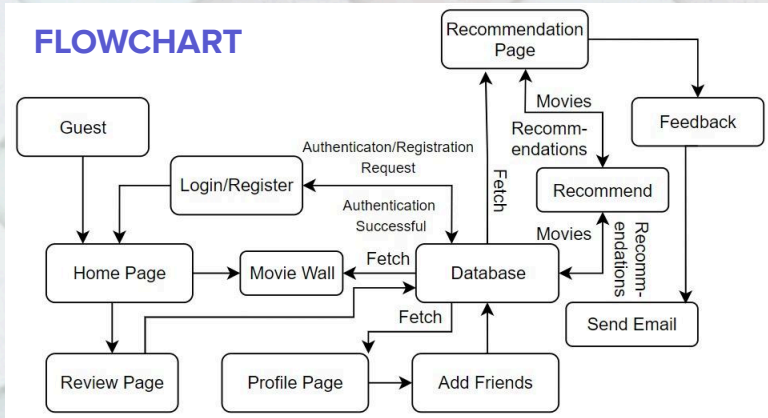 FLOWCHART
Recommendation
Page
Guest
Movies
Recomm-
endations
Feedback
Authenticaton/Registration
Request
Login/Register
Fetch
Recommend
Authentication
Successful
Movies
Recomm-
endations
Home Page
Movie Wall
Fetch
Database
Fetch
Send Email
Review Page
Profile Page
Add Friends